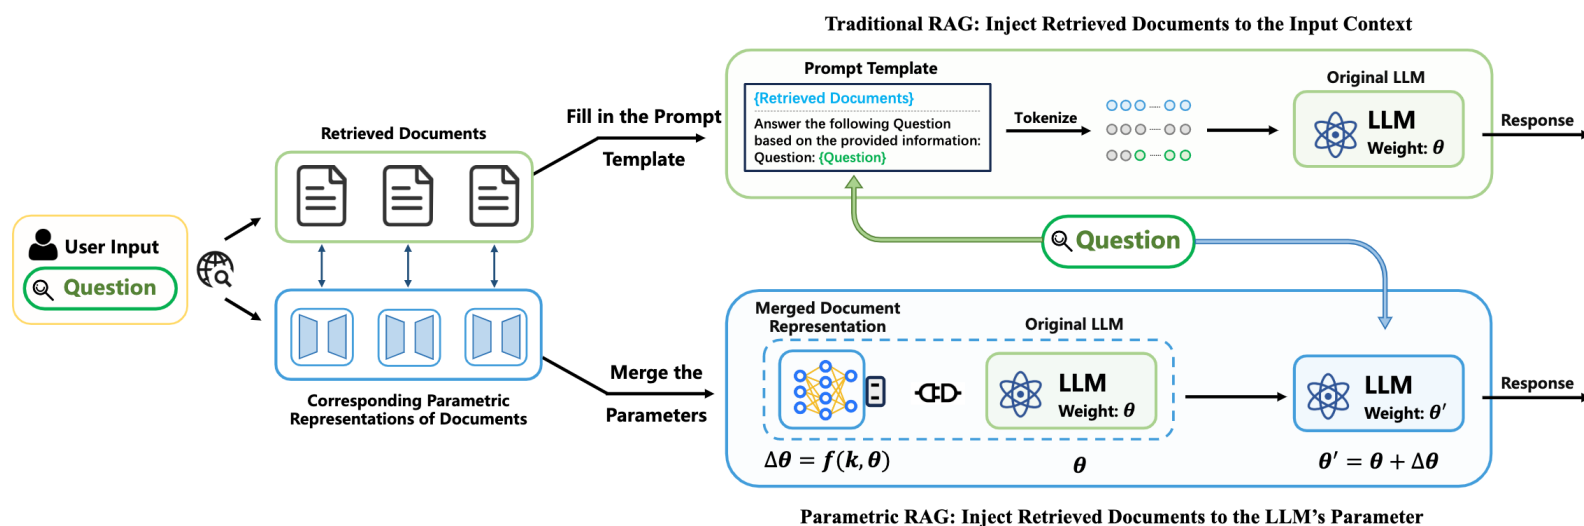 Traditional RAG: Inject Retrieved Documents to the Input Context
User Input
Question
Retrieved Documents
Corresponding Parametric
Representations of Documents
Fill in the Prompt
Template
Merge the
Parameters
Prompt Template
{Retrieved Documents}
Answer the following Question
based on the provided information:
Question: {Question}
Tokenize
Original LLM
LLM
Weight: θ
Response
Question
Merged Document
Representation
Original LLM
LLM
Weight: θ
LLM
Weight: θ′
Response
Δθ = f(k, θ)
θ
θ′ = θ + Δθ
Parametric RAG: Inject Retrieved Documents to the LLM’s Parameter